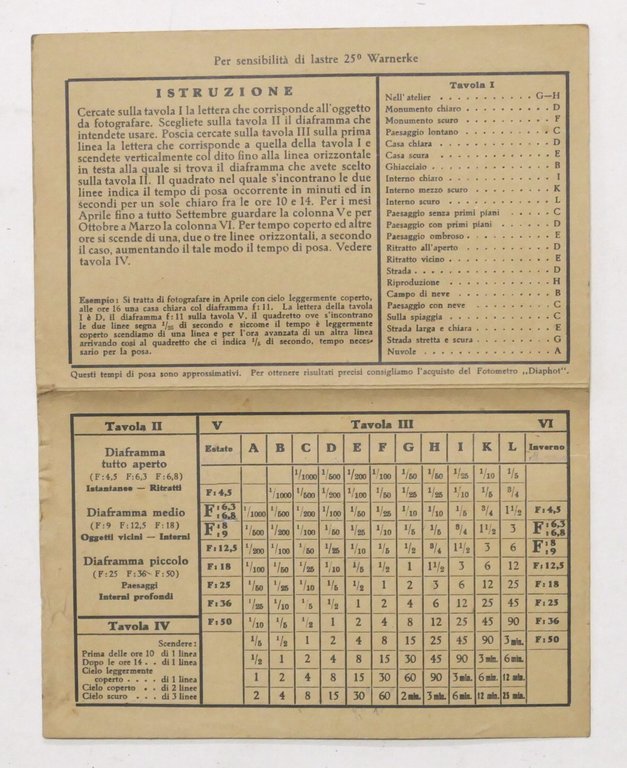 Per sensibilità di lastre 25º Warnerke
ISTRUZIONE
Cercate sulla tavola I la lettera che corrisponde all'oggetto
da fotografare. Scegliete sulla tavola II il diaframma che
intendete usare. Poscia cercate sulla tavola III sulla prima
linea la lettera che corrisponde a quella della tavola I e
scendete verticalmente col dito fino alla linea orizzontale
in testa alla quale si trova il diaframma che avete scelto
sulla tavola II. Il quadrato nel quale s'incontrano le due
linee indica il tempo di posa occorrente in minuti ed in
secondi per un sole chiaro fra le ore 10 e 14. Per i mesi
Aprile fino a tutto Settembre guardare la colonna V e per
Ottobre a Marzo la colonna VI. Per tempo coperto ed altre
ore si scende di una, due o tre linee orizzontali, a secondo
il caso, aumentando il tale modo il tempo di posa. Vedere
tavola IV.
Esempio: Si tratta di fotografare in Aprile con cielo leggermente coperto,
alle ore 16 una casa chiara col diaframma f:11. La lettera della tavola
I è D, il diaframma f:11 sulla tavola V, il quadretto ove s'incontrano
le due linee segna 1/25 di secondo e siccome il tempo è leggermente
coperto scendiamo di una linea e per l'ora avanzata di un altra linea
arrivando così al quadretto che ci indica 1/5 di secondo, tempo neces-
sario per la posa.
Tavola I
Nell'atelier . . . . . . . . . . G—H
Monumento chiaro . . . . . . . . D
Monumento scuro . . . . . . . . F
Paesaggio lontano . . . . . . . . C
Casa chiara . . . . . . . . . . D
Casa scura . . . . . . . . . . E
Ghiacciaio . . . . . . . . . . B
Interno chiaro . . . . . . . . . I
Interno mezzo scuro . . . . . . . K
Interno scuro . . . . . . . . . L
Paesaggio senza primi piani . . . . C
Paesaggio con primi piani . . . . . D
Paesaggio ombroso . . . . . . . . E
Ritratto all'aperto . . . . . . . D
Ritratto vicino . . . . . . . . . E
Strada . . . . . . . . . . . . D
Riproduzione . . . . . . . . . . H
Campo di neve . . . . . . . . . B
Paesaggio con neve . . . . . . . C
Sulla spiaggia . . . . . . . . . C
Strada larga e chiara . . . . . . E
Strada stretta e scura . . . . . . G
Nuvole . . . . . . . . . . . . A
Questi tempi di posa sono approssimativi. Per ottenere risultati precisi consigliamo l'acquisto del Fotometro „Diaphot".
Tavola II
Diaframma
tutto aperto
(F:4,5 F:6,3 F:6,8)
Istantanee — Ritratti
Diaframma medio
(F:9 F:12,5 F:18)
Oggetti vicini — Interni
Diaframma piccolo
(F:25 F:36 F:50)
Paesaggi
Interni profondi
Tavola IV
Scendere:
Prima delle ore 10 di 1 linea
Dopo le ore 14 . . di 1 linea
Cielo leggermente
coperto . . . . di 1 linea
Cielo coperto . . di 2 linee
Cielo scuro . . . di 3 linee
V Tavola III VI
Estate A B C D E F G H I K L Inverno
1/1000 1/500 1/200 1/100 1/50 1/50 1/25 1/10 1/5
F:4,5 1/1000 1/500 1/200 1/100 1/50 1/25 1/25 1/10 1/5 3/4
F:6,3 :6,8 1/1000 1/500 1/200 1/100 1/50 1/25 1/10 1/10 1/5 3/4 1 1/2 F:4,5
F:8 :9 1/500 1/200 1/100 1/50 1/25 1/10 1/5 1/5 3/4 1 1/2 3 F:6,3 :6,8
F:12,5 1/200 1/100 1/50 1/25 1/10 1/5 1/2 3/4 1 1/2 3 6 F:8 :9
F:18 1/100 1/50 1/25 1/10 1/5 1/2 1 1 1/2 3 6 12 F:12,5
F:25 1/50 1/25 1/10 1/5 1/2 1 2 3 6 12 25 F:18
F:36 1/25 1/10 1/5 1/2 1 2 4 6 12 25 45 F:25
F:50 1/10 1/5 1/2 1 2 4 8 12 25 45 90 F:36
1/5 1/2 1 2 4 8 15 25 45 90 3 min. F:50
1/2 1 2 4 8 15 30 45 90 3 min. 6 min.
1 2 4 8 15 30 60 90 3 min. 6 min. 12 min.
2 4 8 15 30 60 2 min. 3 min. 6 min. 12 min. 25 min.